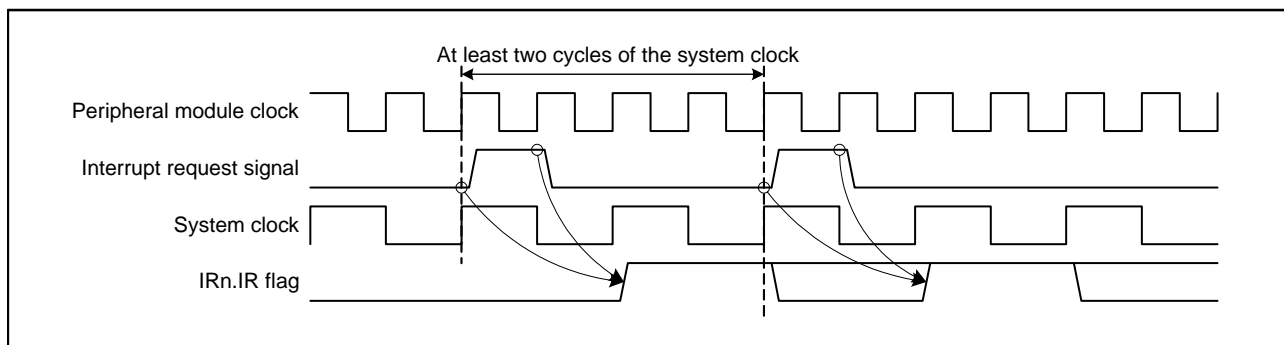 At least two cycles of the system clock
Peripheral module clock
Interrupt request signal
System clock
IRn.IR flag